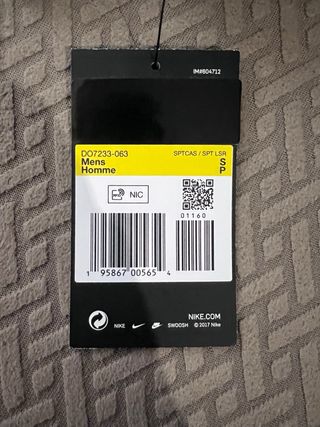 IM#604712
DO7233-063 SPTCAS / SPT LSR
Mens S
Homme P
NIC
01160
1 95867 00565 4
NIKE.COM
NIKE SWOOSH © 2017 Nike